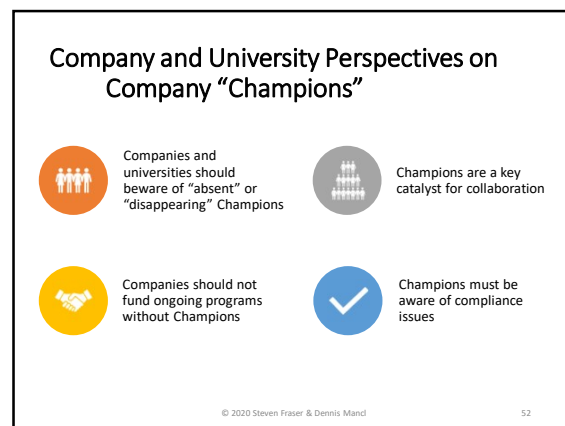 Company and University Perspectives on
Company “Champions”
Companies and
universities should
beware of “absent” or
“disappearing” Champions
Champions are a key
catalyst for collaboration
Companies should not
fund ongoing programs
without Champions
Champions must be
aware of compliance
issues
© 2020 Steven Fraser & Dennis Mancl
52